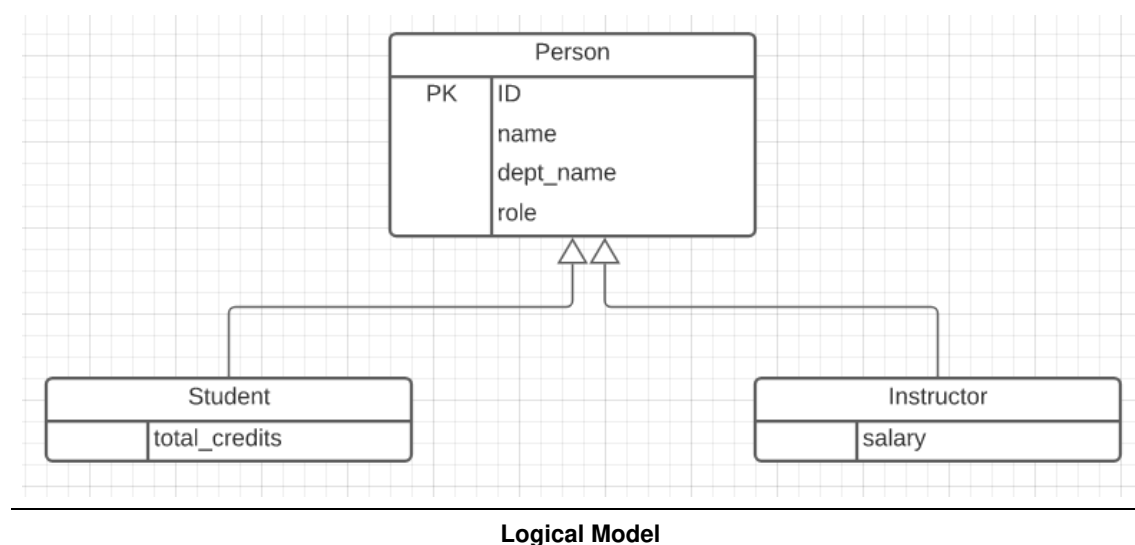 Person
PK ID
name
dept_name
role
Student
Instructor
total_credits
salary
Logical Model